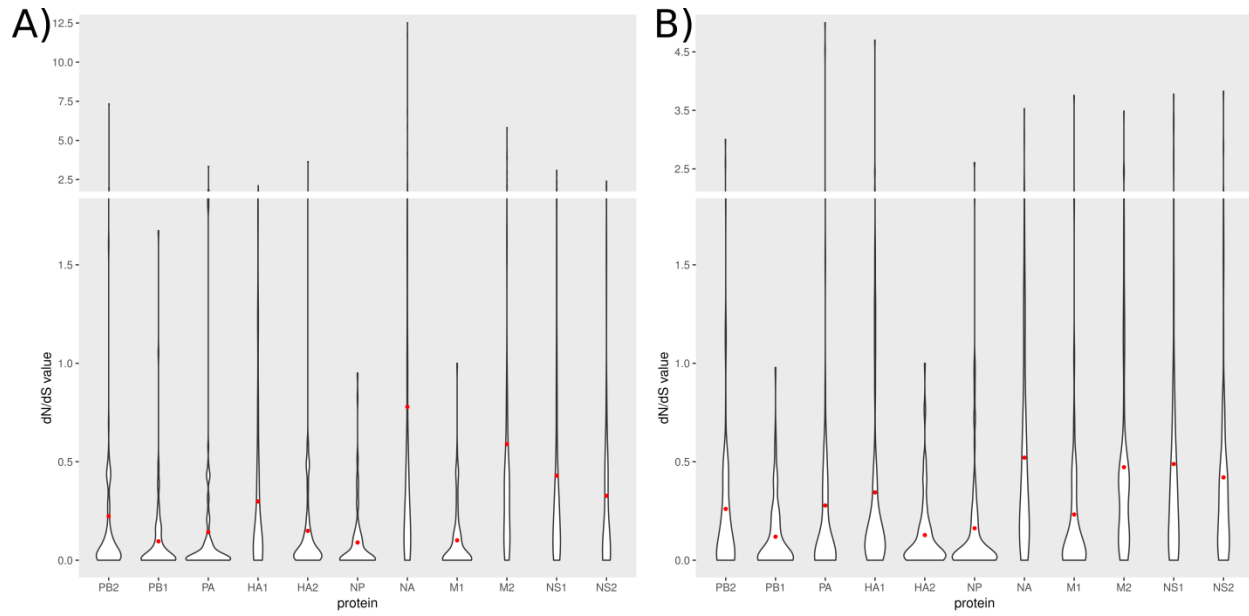 A)
12.5
10.0
7.5
5.0
2.5
1.5
1.0
0.5
0.0
dN/dS value
PB2 PB1 PA HA1 HA2 NP NA M1 M2 NS1 NS2
protein
B)
4.5
3.5
2.5
1.5
1.0
0.5
0.0
dN/dS value
PB2 PB1 PA HA1 HA2 NP NA M1 M2 NS1 NS2
protein